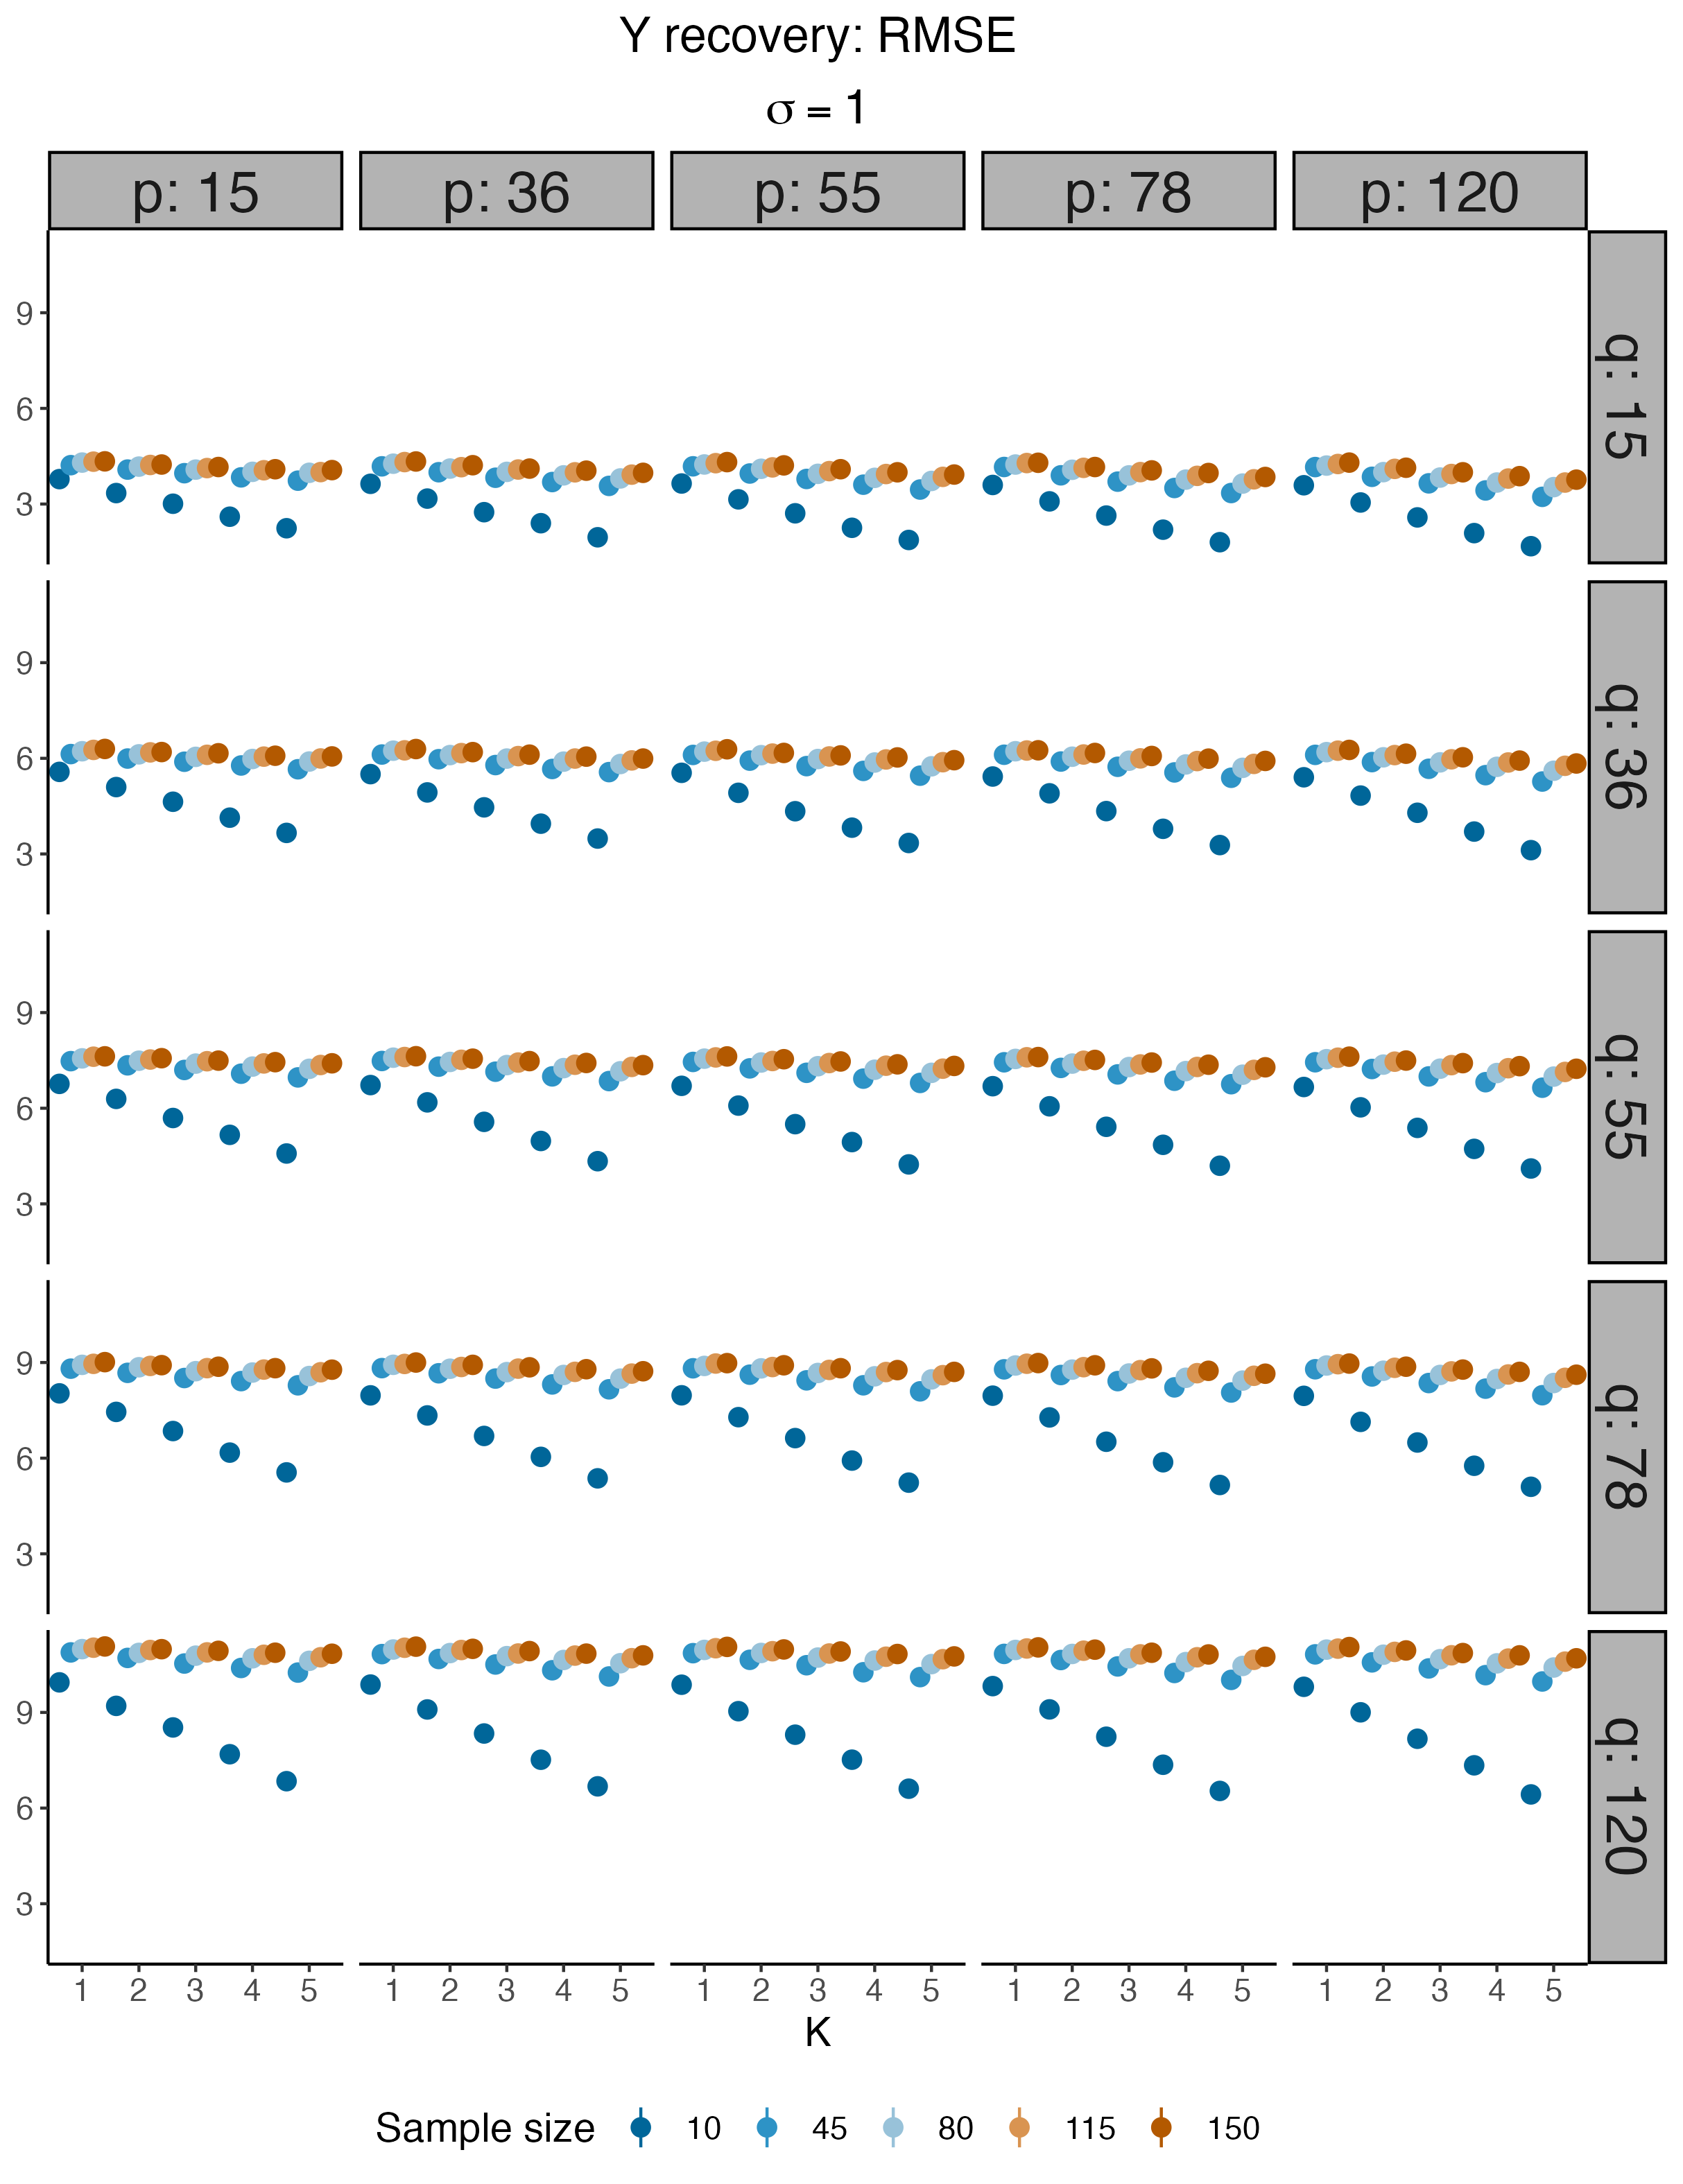 Y recovery: RMSE
σ = 1
p: 15 p: 36 p: 55 p: 78 p: 120
9
6
3
q: 15
9
6
3
q: 36
9
6
3
q: 55
9
6
3
q: 78
9
6
3
q: 120
1 2 3 4 5 1 2 3 4 5 1 2 3 4 5 1 2 3 4 5 1 2 3 4 5
K
Sample size 10 45 80 115 150